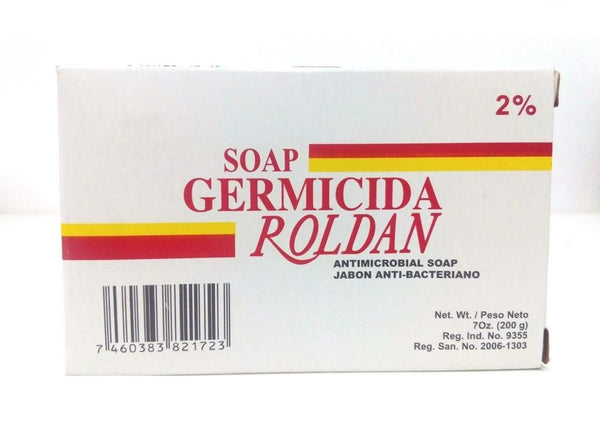 2%
SOAP
GERMICIDA
ROLDAN
ANTIMICROBIAL SOAP
JABON ANTI-BACTERIANO
Net. Wt. / Peso Neto
7Oz. (200 g)
Reg. Ind. No. 9355
Reg. San. No. 2006-1303
7 460383 821723